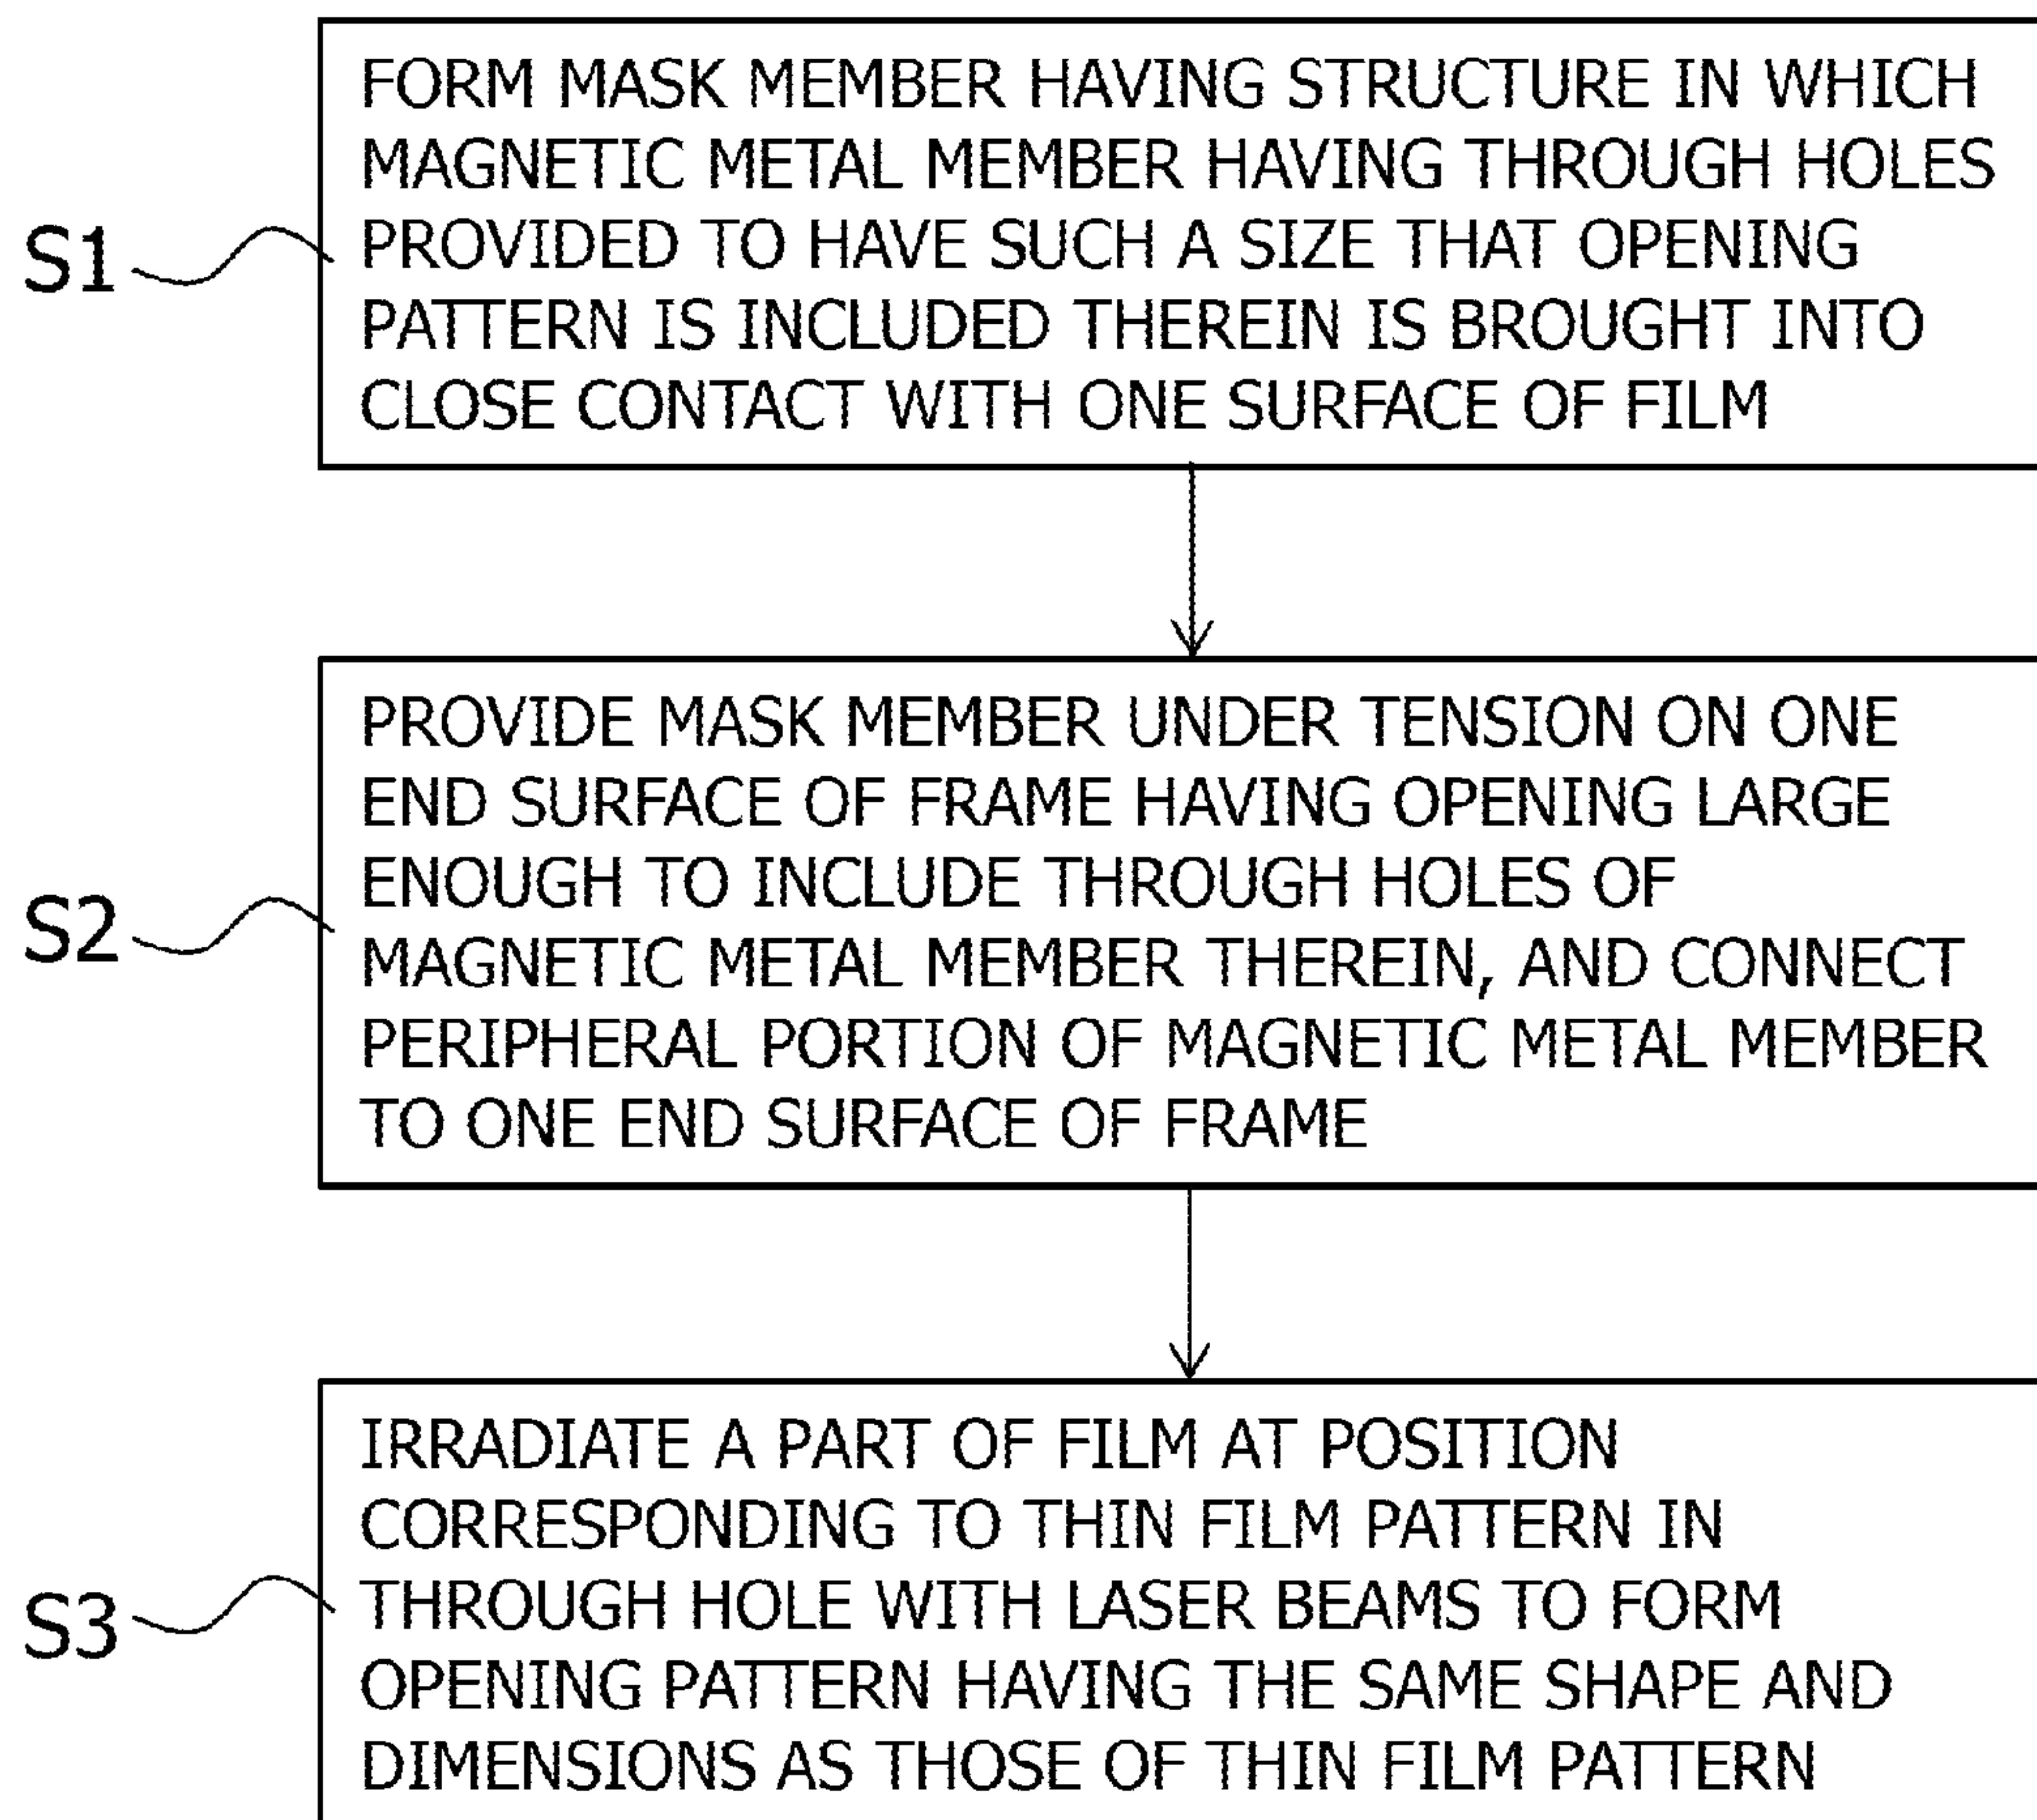 S1
FORM MASK MEMBER HAVING STRUCTURE IN WHICH
MAGNETIC METAL MEMBER HAVING THROUGH HOLES
PROVIDED TO HAVE SUCH A SIZE THAT OPENING
PATTERN IS INCLUDED THEREIN IS BROUGHT INTO
CLOSE CONTACT WITH ONE SURFACE OF FILM
S2
PROVIDE MASK MEMBER UNDER TENSION ON ONE
END SURFACE OF FRAME HAVING OPENING LARGE
ENOUGH TO INCLUDE THROUGH HOLES OF
MAGNETIC METAL MEMBER THEREIN, AND CONNECT
PERIPHERAL PORTION OF MAGNETIC METAL MEMBER
TO ONE END SURFACE OF FRAME
S3
IRRADIATE A PART OF FILM AT POSITION
CORRESPONDING TO THIN FILM PATTERN IN
THROUGH HOLE WITH LASER BEAMS TO FORM
OPENING PATTERN HAVING THE SAME SHAPE AND
DIMENSIONS AS THOSE OF THIN FILM PATTERN